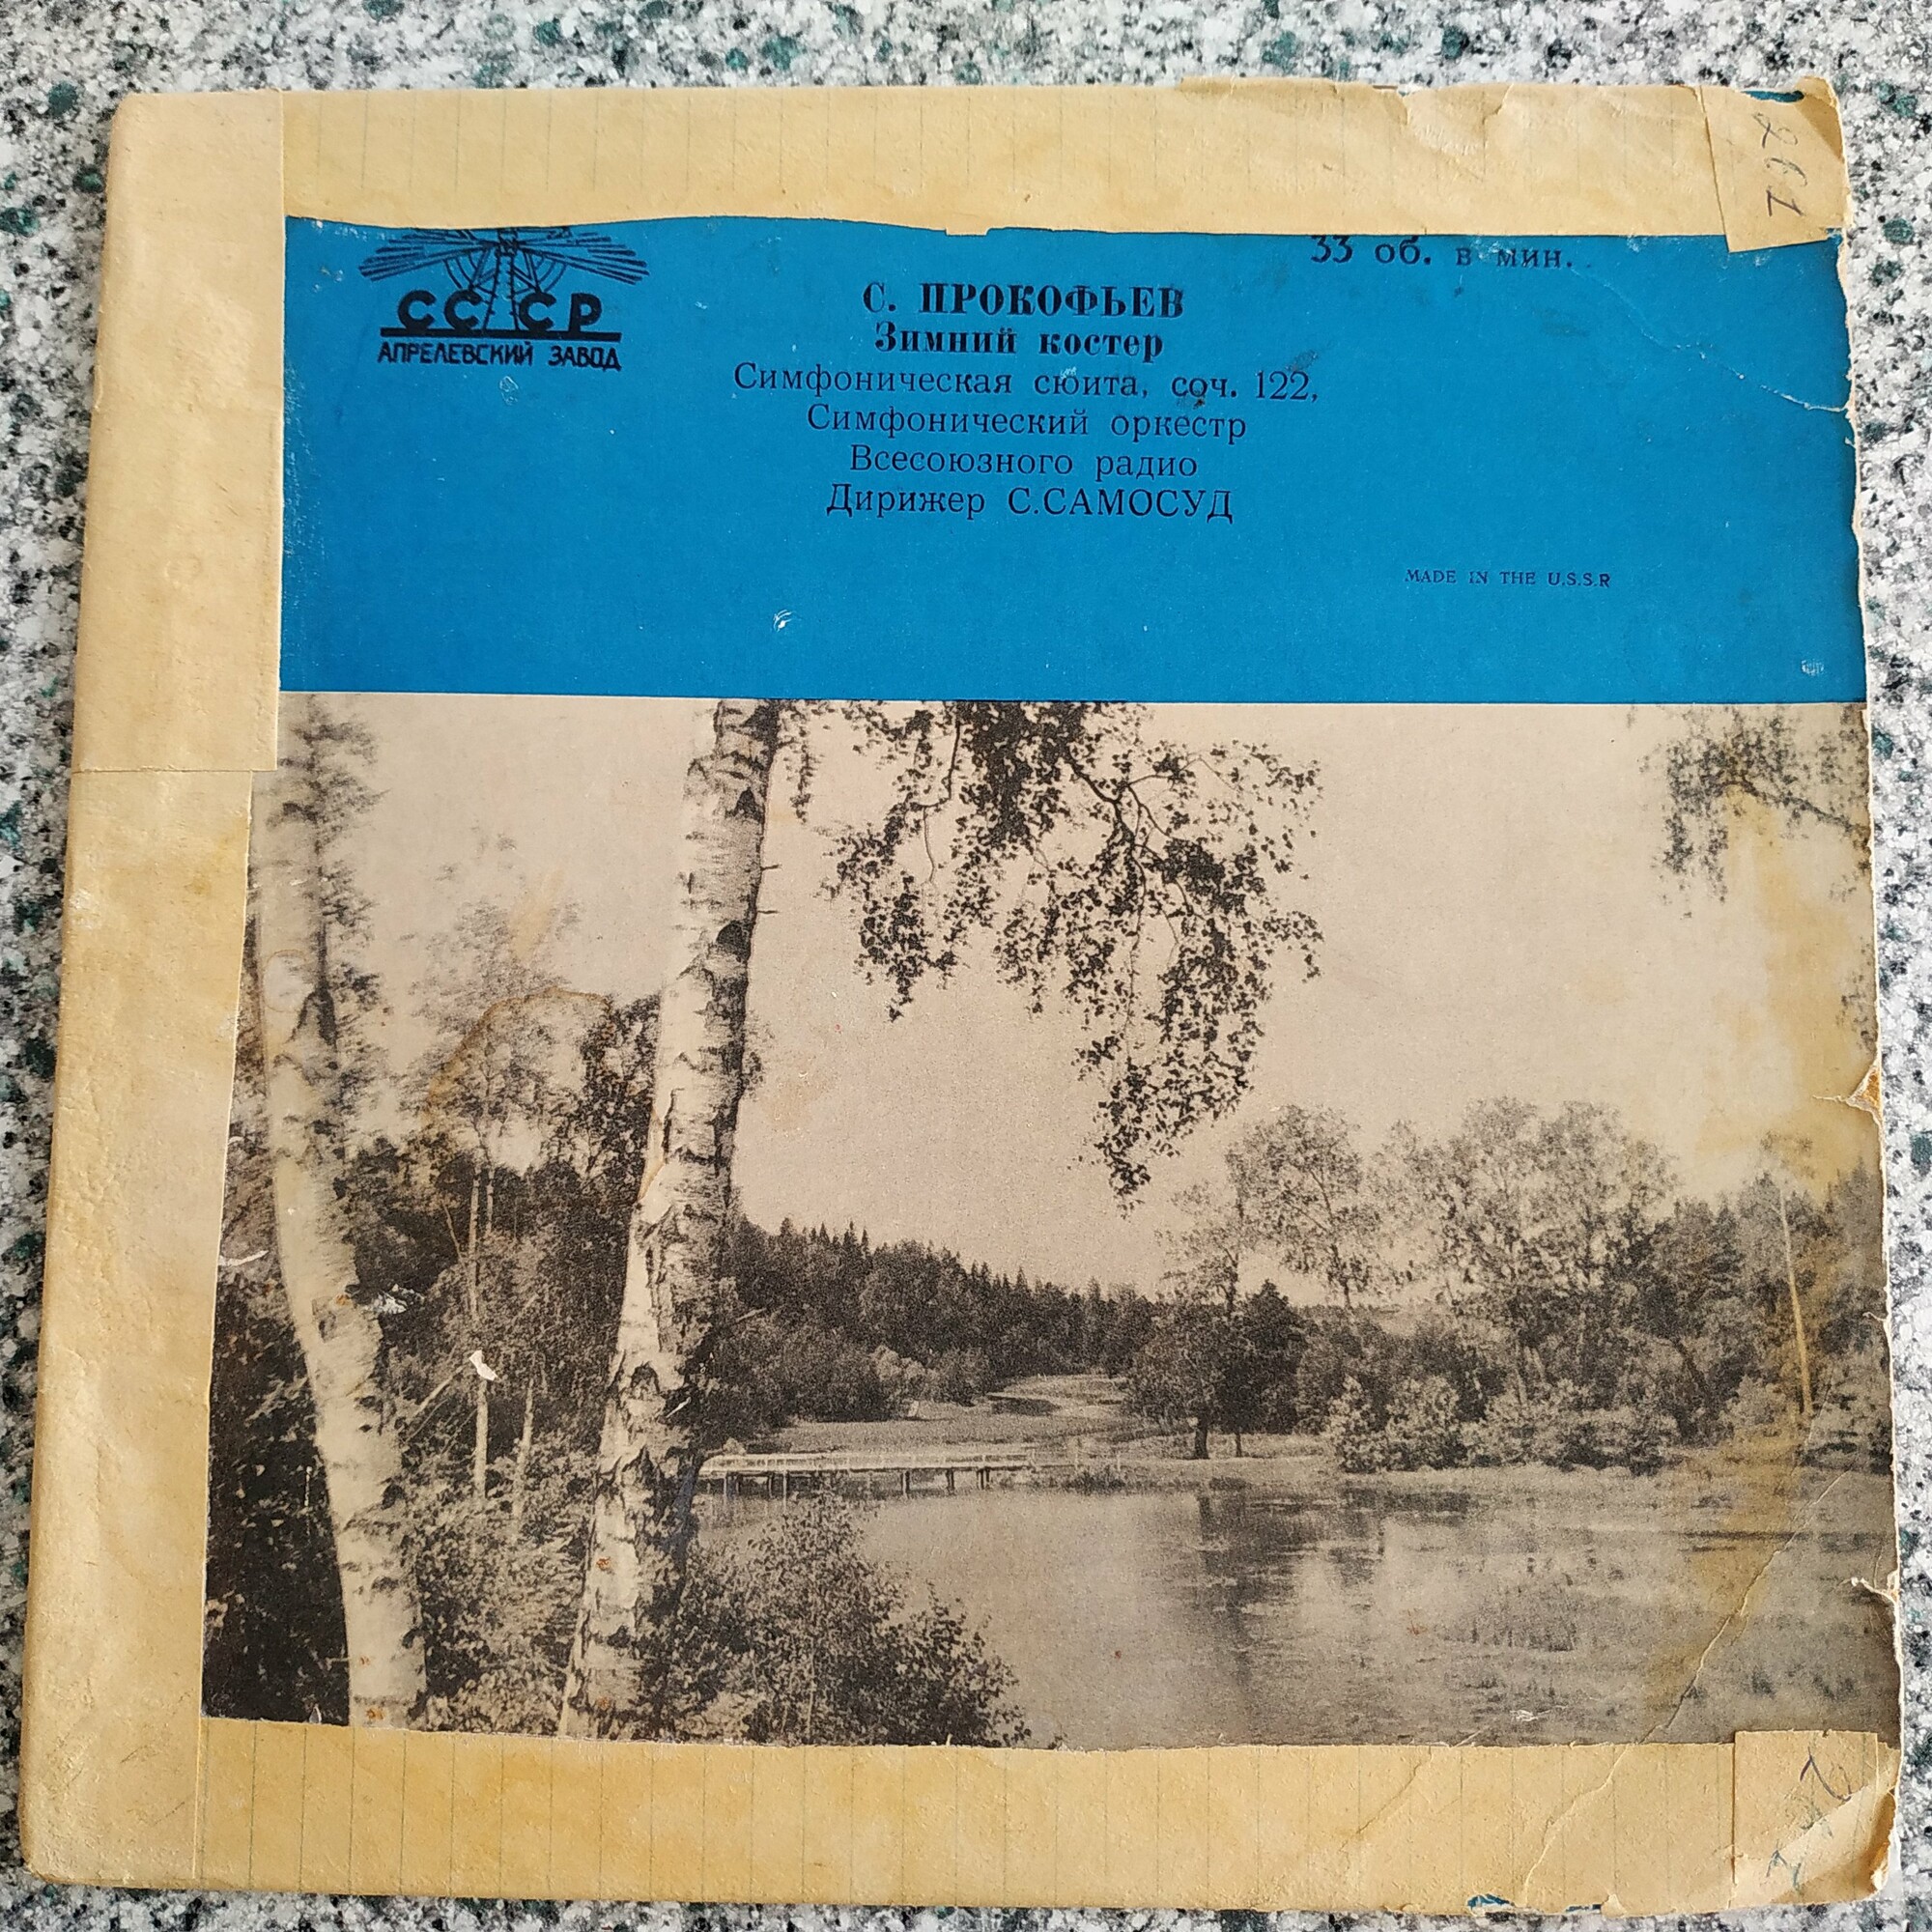 861
33 об. в мин.
СССР
АПРЕЛЕВСКИЙ ЗАВОД
С. ПРОКОФЬЕВ
Зимний костер
Симфоническая сюита, соч. 122,
Симфонический оркестр
Всесоюзного радио
Дирижер С.САМОСУД
MADE IN THE U.S.S.R